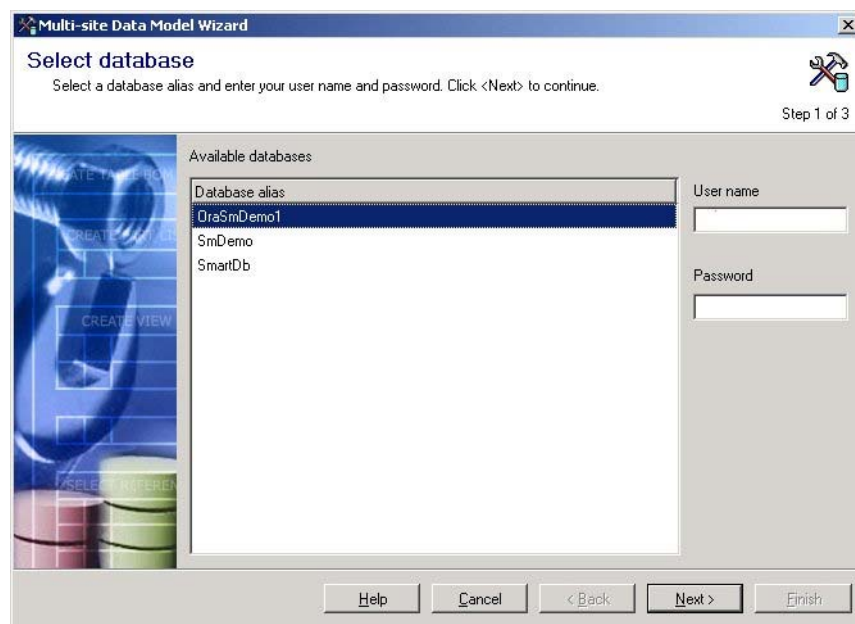 Multi-site Data Model Wizard
Select database
Select a database alias and enter your user name and password. Click <Next> to continue.
Step 1 of 3
Available databases
Database alias
OraSmDemo1
SmDemo
SmartDb
User name
Password
CREATE VIEW
Help
Cancel
< Back
Next >
Finish